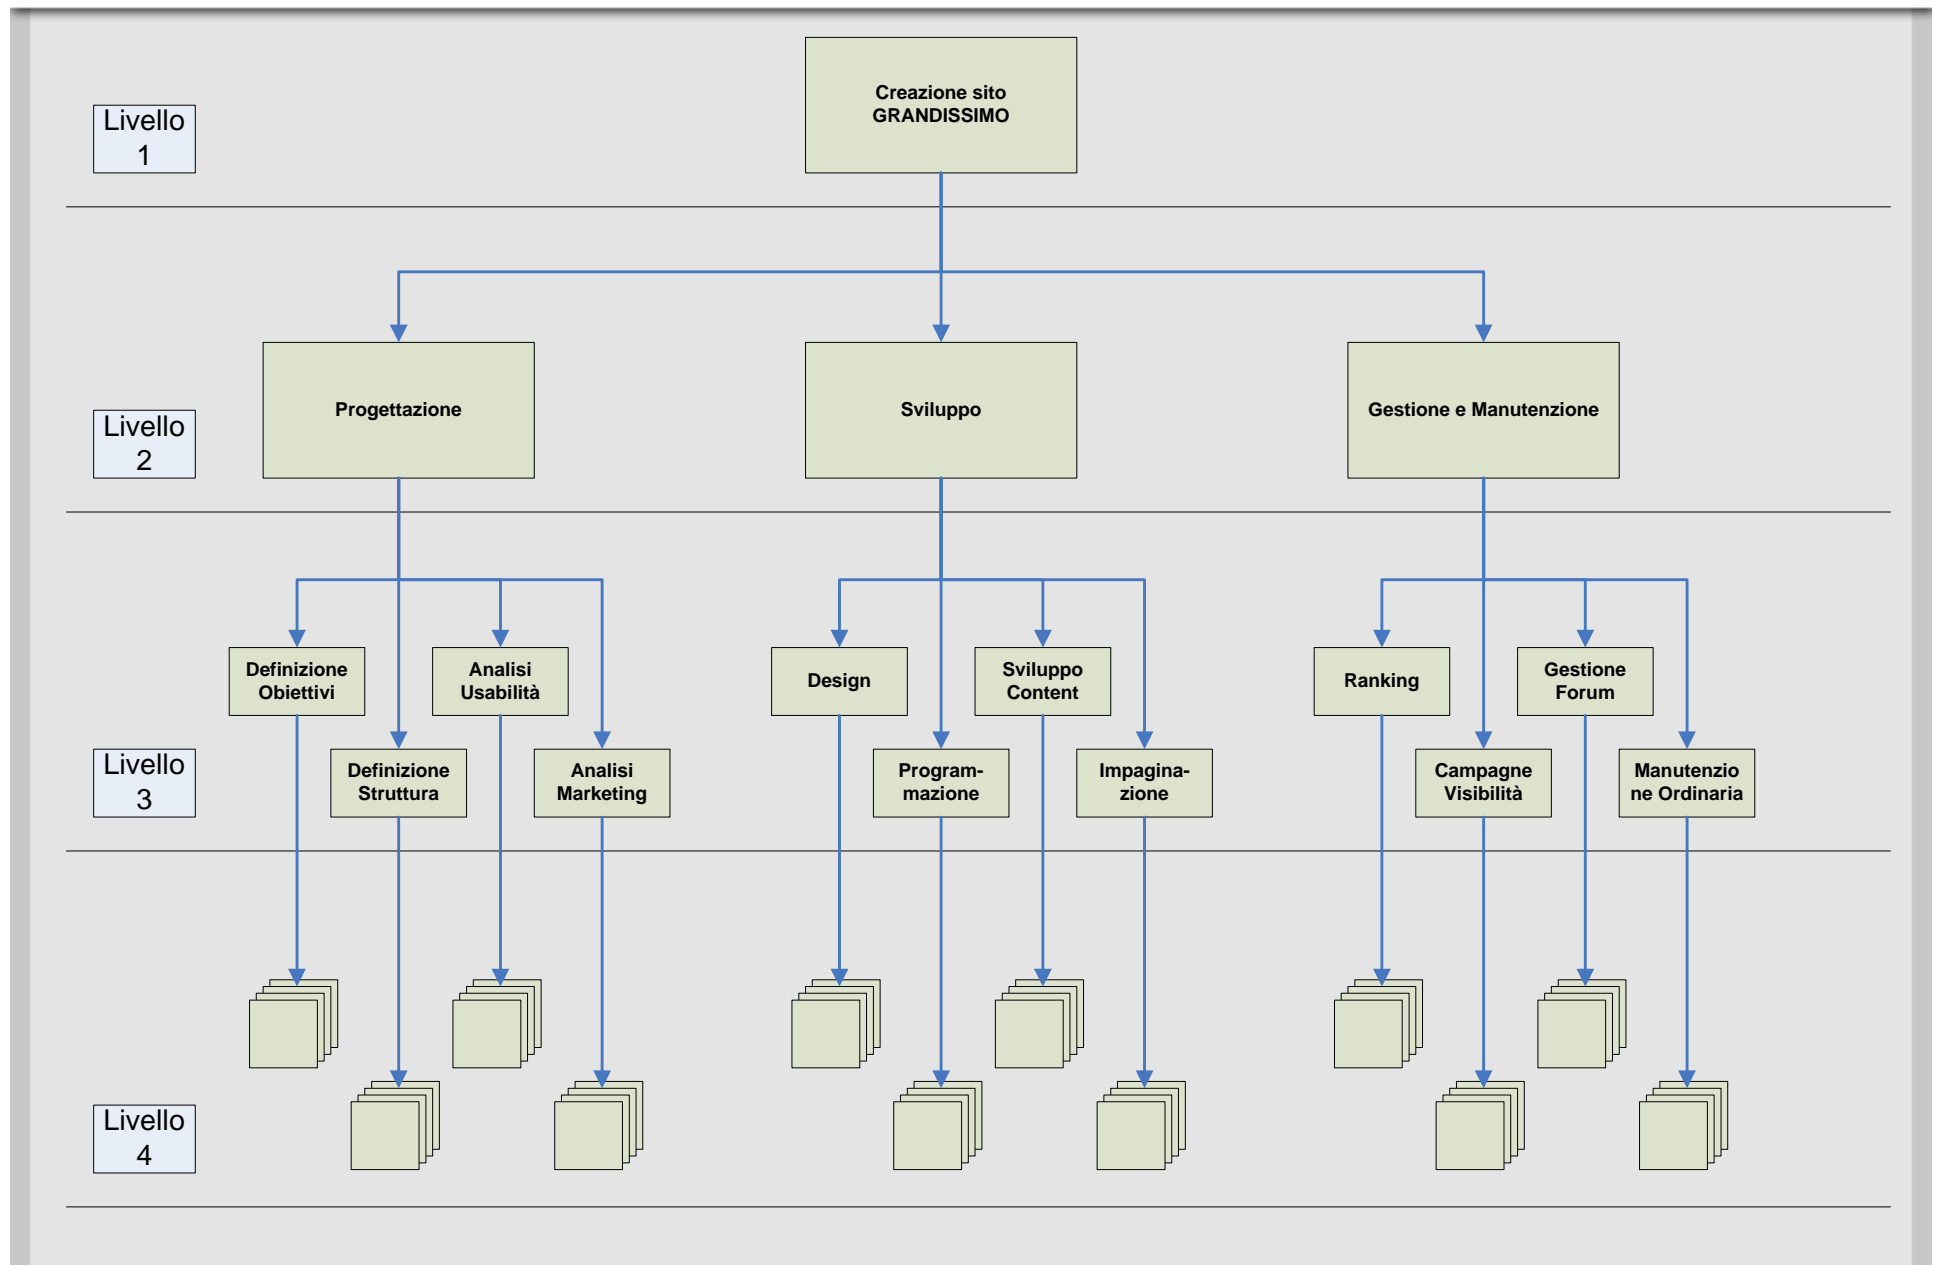 Creazione sito
GRANDISSIMO
Livello
1
Livello
2
Progettazione
Sviluppo
Gestione e Manutenzione
Definizione
Obiettivi
Analisi
Usabilità
Design
Sviluppo
Content
Ranking
Gestione
Forum
Livello
3
Definizione
Struttura
Analisi
Marketing
Program-
mazione
Impagina-
zione
Campagne
Visibilità
Manutenzio
ne Ordinaria
Livello
4